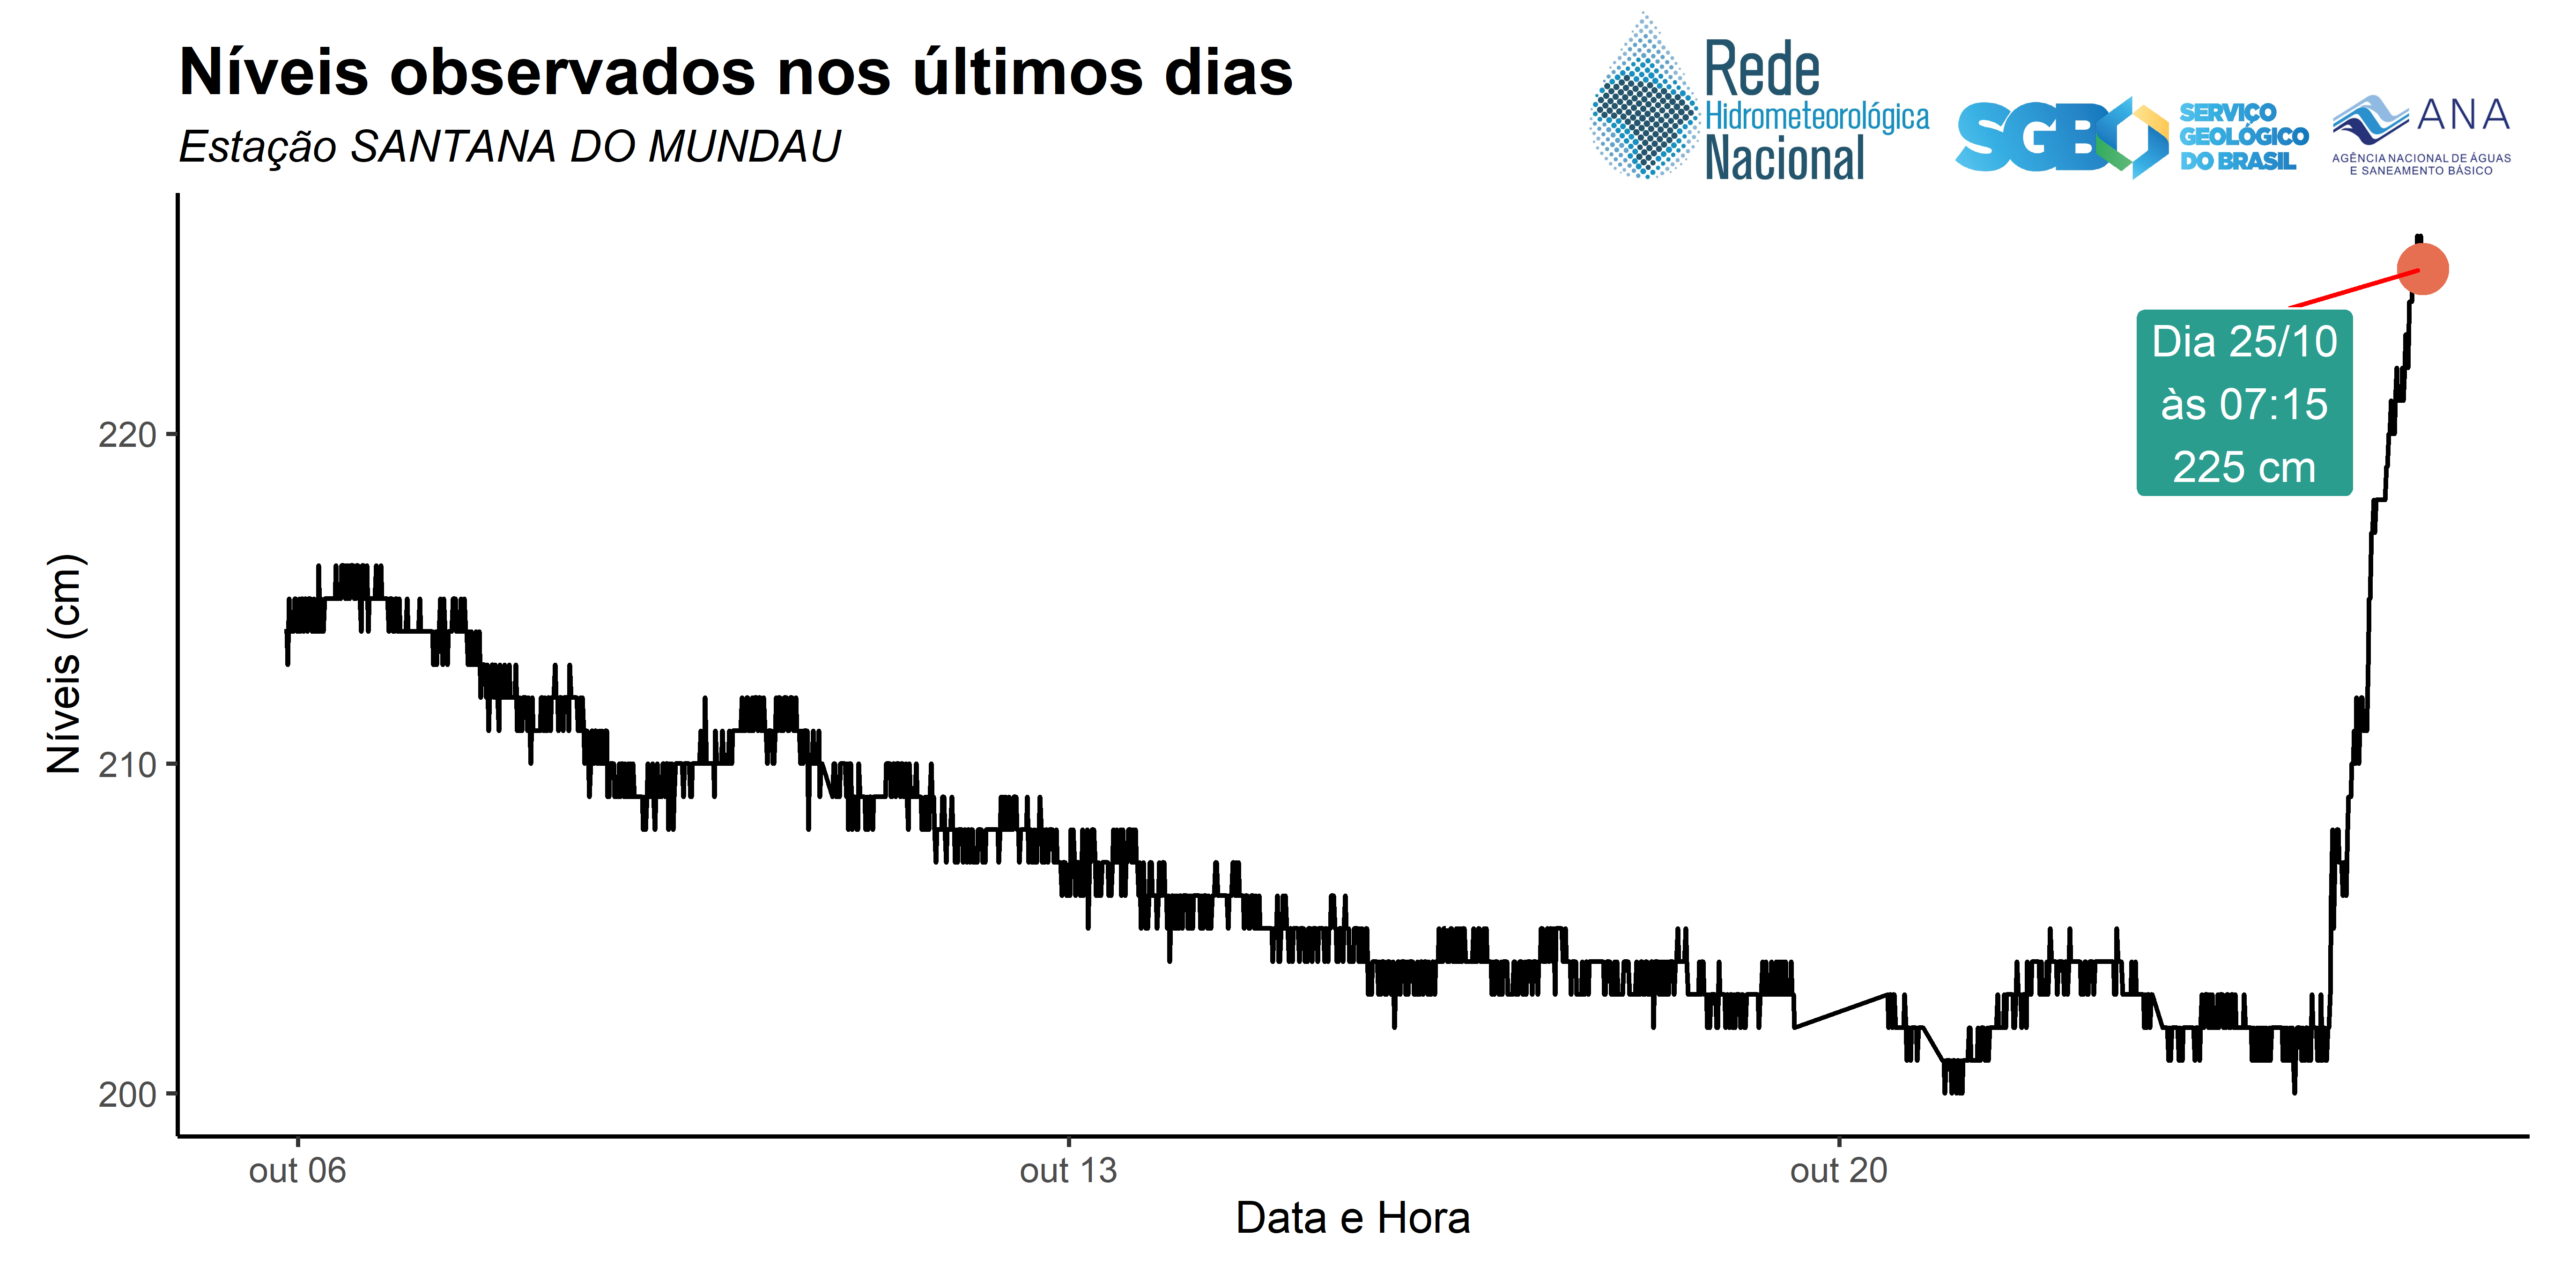 Níveis observados nos últimos dias
Estação SANTANA DO MUNDAU
Rede
Hidrometeorológica
Nacional
SGB
SERVIÇO
GEOLÓGICO
DO BRASIL
ANA
AGÊNCIA NACIONAL DE ÁGUAS
E SANEAMENTO BÁSICO
Dia 25/10
às 07:15
225 cm
Níveis (cm)
220
210
200
out 06
out 13
out 20
Data e Hora